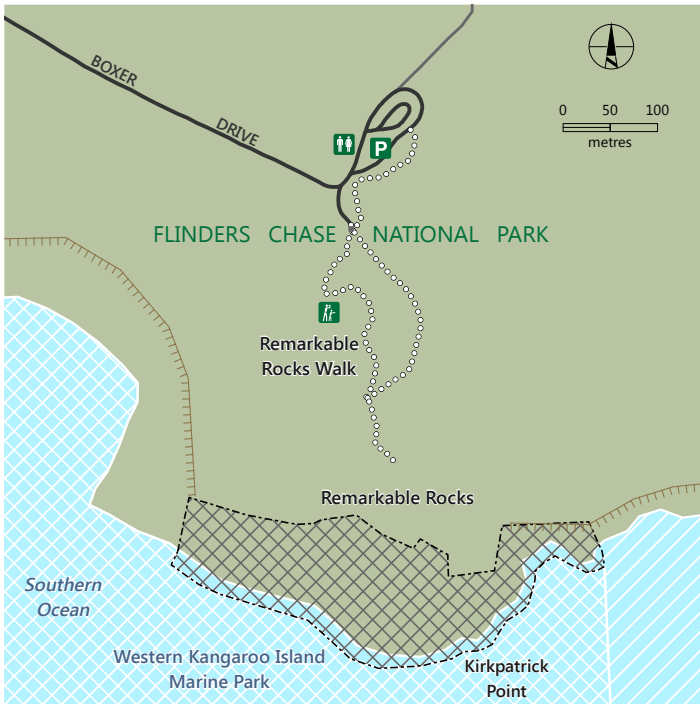 BOXER
DRIVE
0 50 100
metres
P
FLINDERS CHASE NATIONAL PARK
Remarkable
Rocks Walk
Remarkable Rocks
Southern
Ocean
Western Kangaroo Island
Marine Park
Kirkpatrick
Point